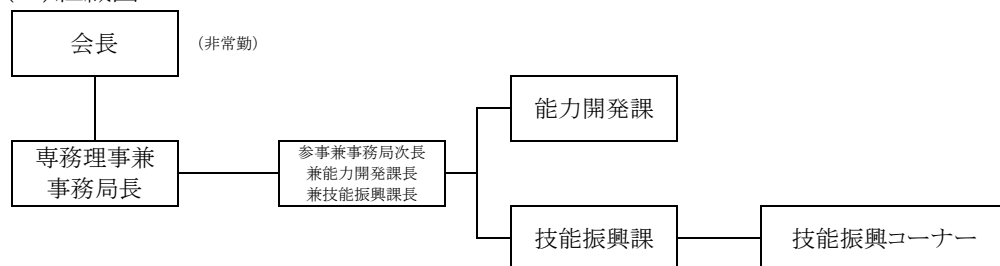 会長
(非常勤)
専務理事兼
事務局長
参事兼事務局次長
兼能力開発課長
兼技能振興課長
能力開発課
技能振興課
技能振興コーナー